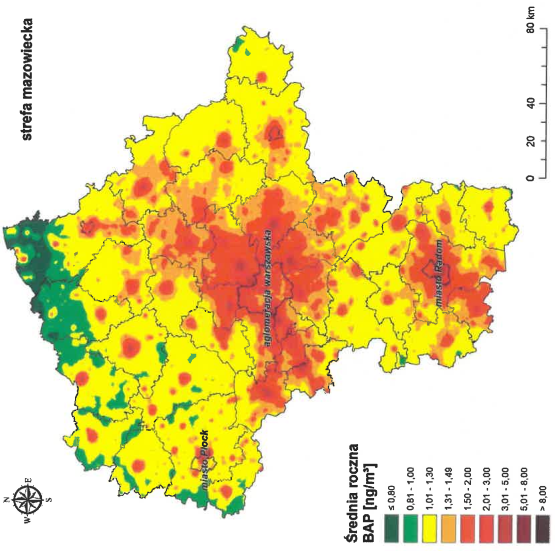 strefa mazowiecka
N
W
E
S
aglomeracja warszawska
miasto Radom
miasto Płock
Średnia roczna
BAP [ng/m³]
≤ 0,80
0,81 - 1,00
1,01 - 1,30
1,31 - 1,49
1,50 - 2,00
2,01 - 3,00
3,01 - 5,00
5,01 - 8,00
> 8,00
0
20
40
80 km